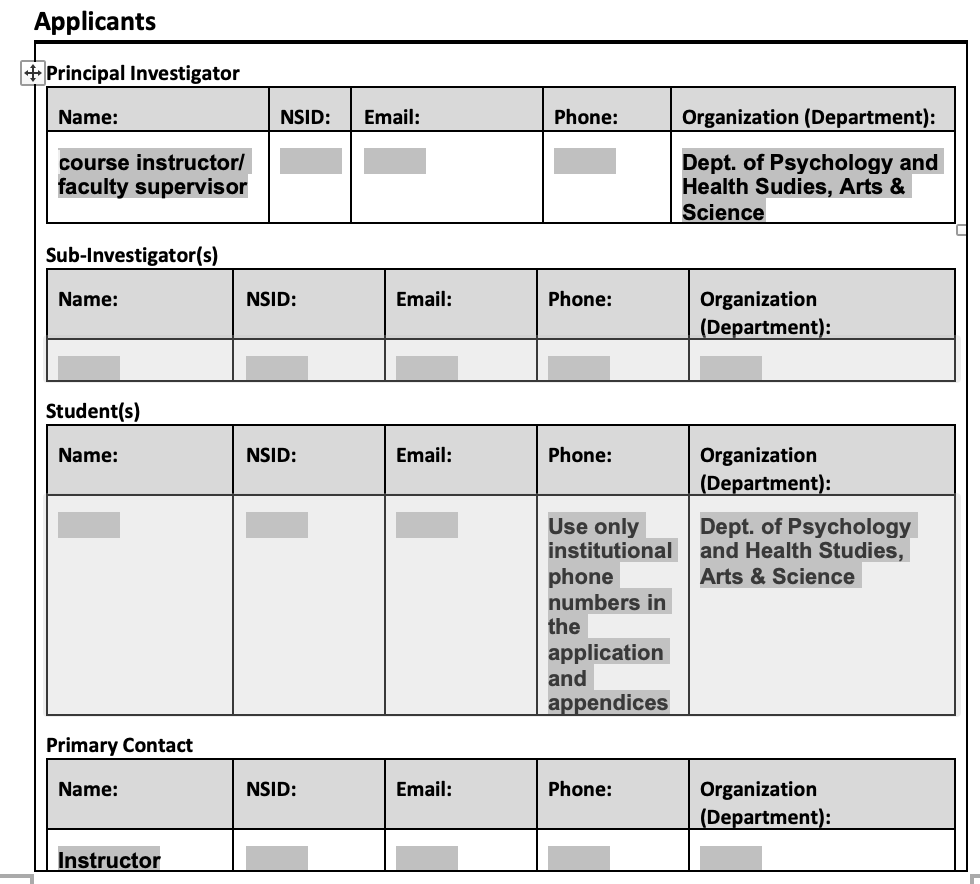 Applicants
Principal Investigator
Name: NSID: Email: Phone: Organization (Department):
course instructor/
faculty supervisor
Dept. of Psychology and
Health Sudies, Arts &
Science
Sub-Investigator(s)
Name: NSID: Email: Phone: Organization
(Department):
Student(s)
Name: NSID: Email: Phone: Organization
(Department):
Use only
institutional
phone
numbers in
the
application
and
appendices
Dept. of Psychology
and Health Studies,
Arts & Science
Primary Contact
Name: NSID: Email: Phone: Organization
(Department):
Instructor